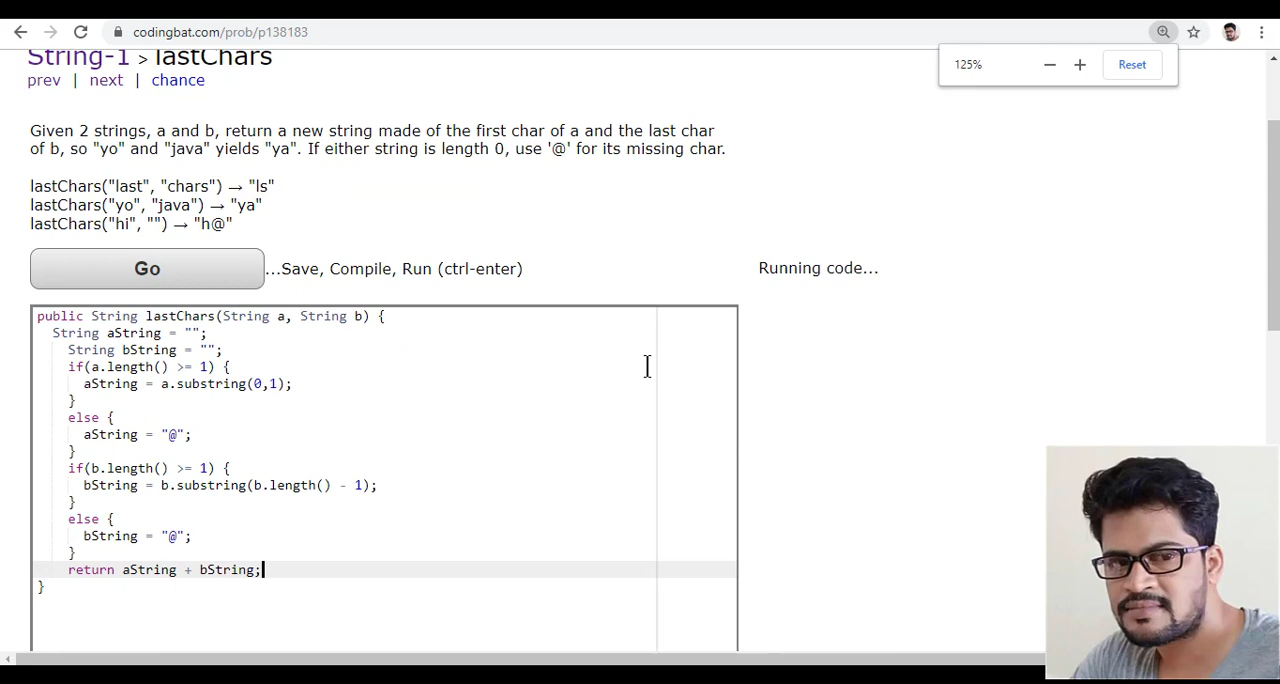 codingbat.com/prob/p138183
String-1 > lastChars
125%
Reset
prev | next | chance
Given 2 strings, a and b, return a new string made of the first char of a and the last char
of b, so "yo" and "java" yields "ya". If either string is length 0, use '@' for its missing char.
lastChars("last", "chars") → "ls"
lastChars("yo", "java") → "ya"
lastChars("hi", "") → "h@"
Go
...Save, Compile, Run (ctrl-enter)
Running code...
public String lastChars(String a, String b) {
String aString = "";
String bString = "";
if(a.length() >= 1) {
aString = a.substring(0,1);
}
else {
aString = "@";
}
if(b.length() >= 1) {
bString = b.substring(b.length() - 1);
}
else {
bString = "@";
}
return aString + bString;
}